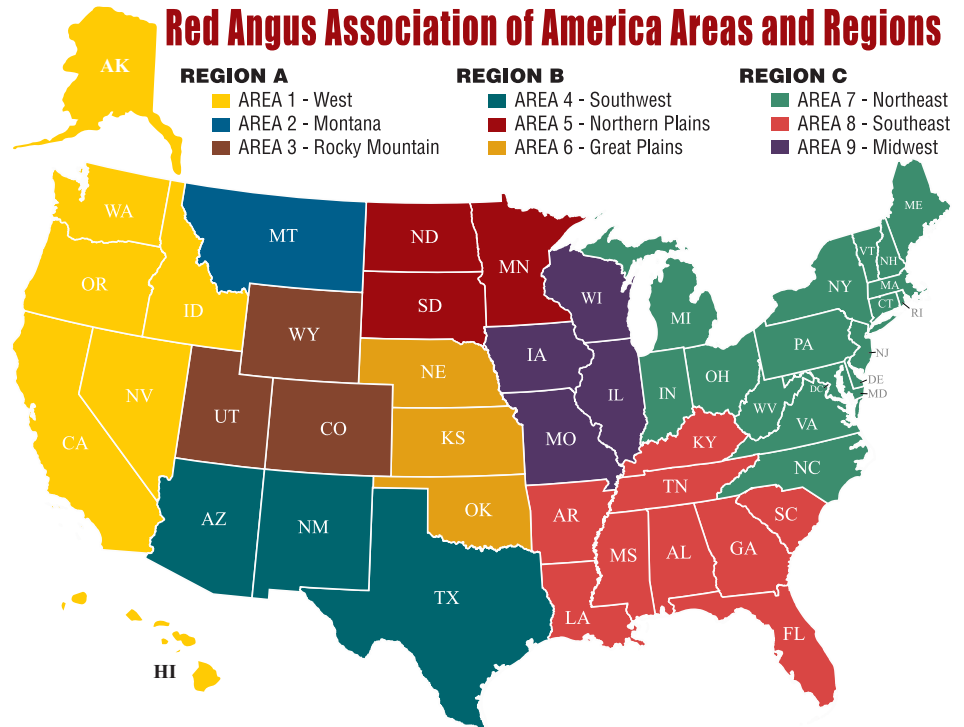 Red Angus Association of America Areas and Regions
REGION A
AREA 1 - West
AREA 2 - Montana
AREA 3 - Rocky Mountain
REGION B
AREA 4 - Southwest
AREA 5 - Northern Plains
AREA 6 - Great Plains
REGION C
AREA 7 - Northeast
AREA 8 - Southeast
AREA 9 - Midwest
AK
WA
OR
ID
MT
WY
NV
CA
UT
CO
AZ
NM
ND
SD
MN
NE
KS
OK
TX
WI
IA
IL
MO
MI
IN
OH
KY
TN
AR
LA
MS
AL
GA
SC
FL
NC
VA
WV
DC
PA
NY
VT
NH
ME
MA
CT
RI
NJ
DE
MD
HI